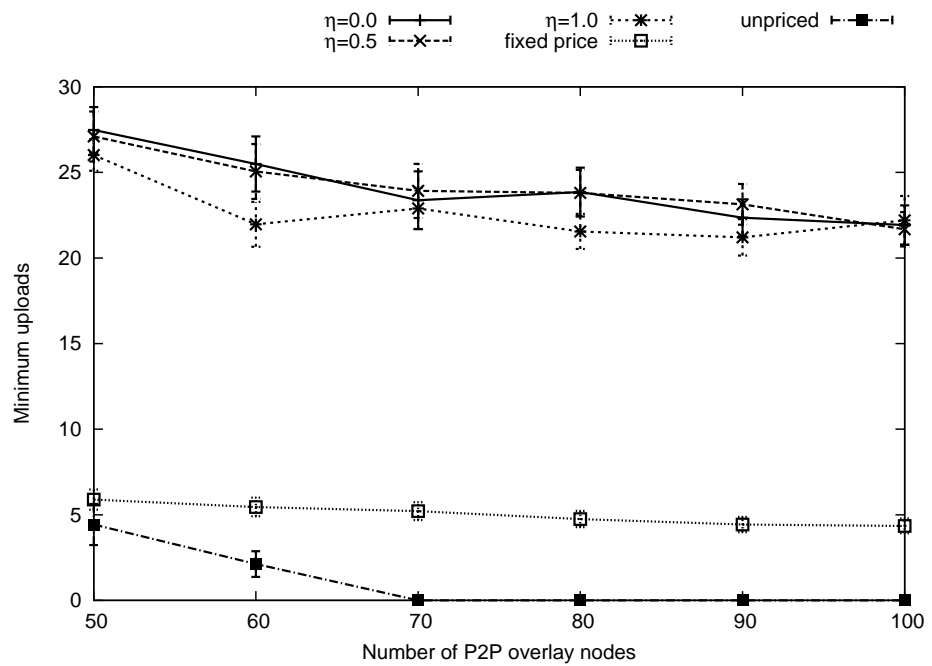 η=0.0
η=0.5
η=1.0
fixed price
unpriced
30
25
20
15
10
5
0
Minimum uploads
50 60 70 80 90 100
Number of P2P overlay nodes